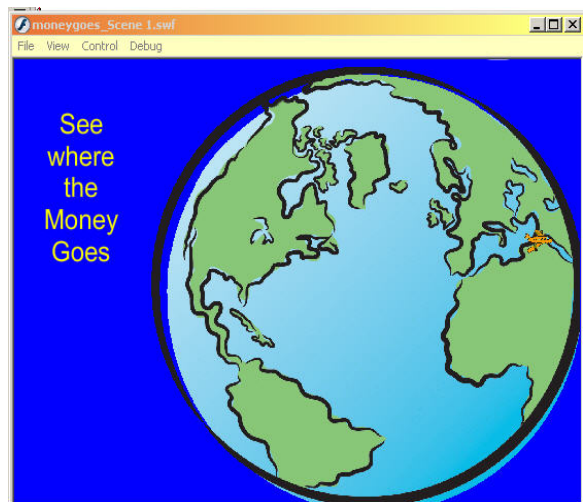 moneygoes_Scene 1.swf
File View Control Debug
See
where
the
Money
Goes